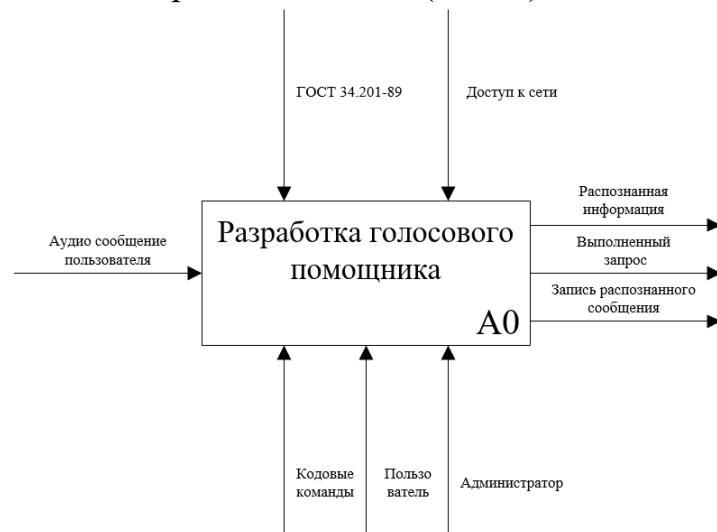 ГОСТ 34.201-89
Доступ к сети
Аудио сообщение
пользователя
Разработка голосового
помощника
А0
Распознанная
информация
Выполненный
запрос
Запись распознанного
сообщения
Кодовые
команды
Пользо
ватель
Администратор